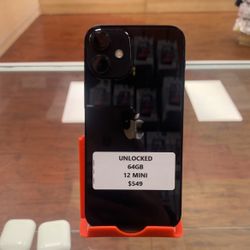 UNLOCKED
64GB
12 MINI
$549